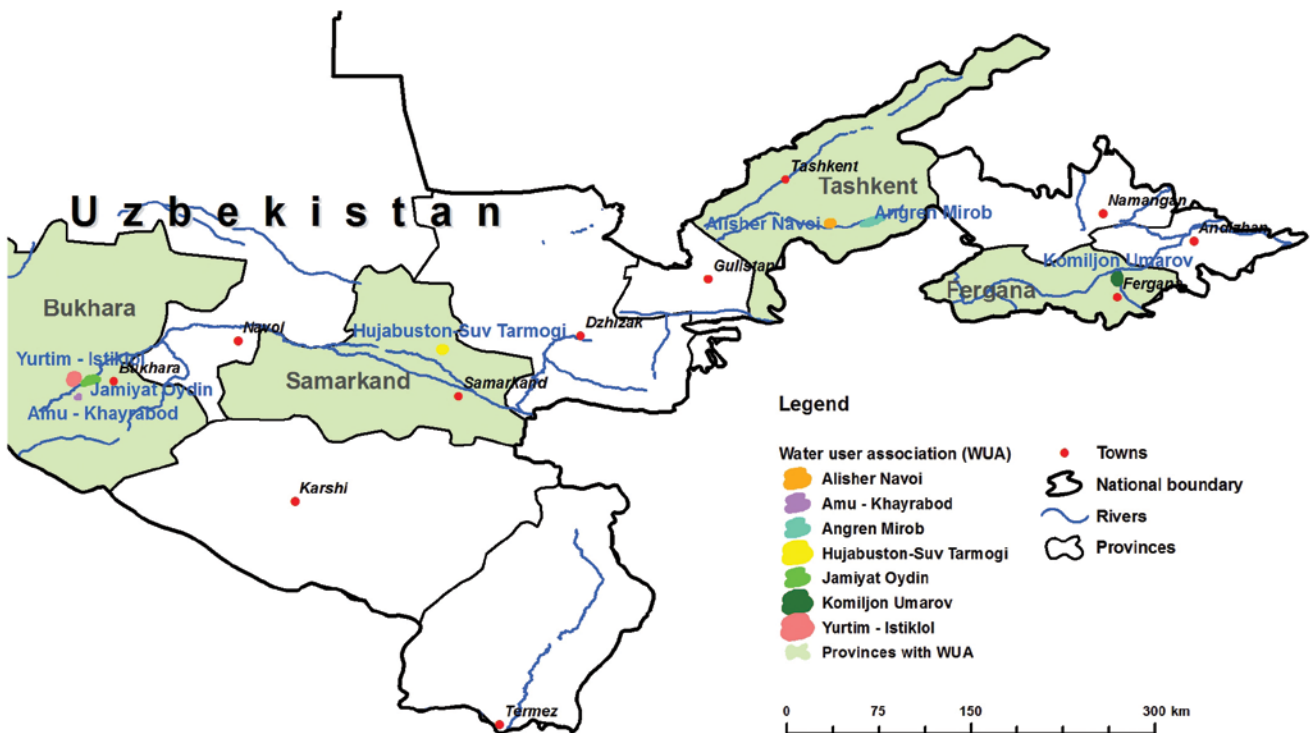 Uzbekistan
Tashkent
Tashkent
Namangan
Alisher Navoi
Angren Mirob
Andizhan
Komiljon Umarov
Gulistan
Fergana
Fergan
Bukhara
Navoi
Hujabuston-Suv Tarmogi
Dzhizak
Yurtim - Istiklol
Bukhara
Samarkand
Samarkand
Jamiyat Oydin
Amu - Khayrabod
Karshi
Termez
Legend
Water user association (WUA)
Alisher Navoi
Amu - Khayrabod
Angren Mirob
Hujabuston-Suv Tarmogi
Jamiyat Oydin
Komiljon Umarov
Yurtim - Istiklol
Provinces with WUA
Towns
National boundary
Rivers
Provinces
0 75 150 300 km